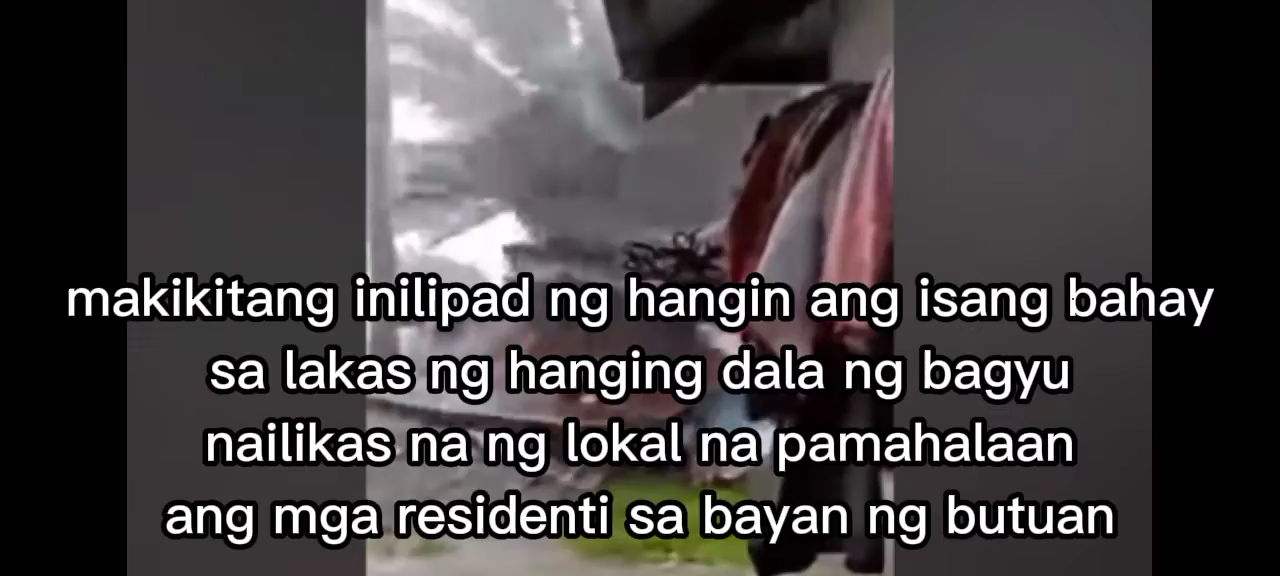 makikitang inilipad ng hangin ang isang bahay
sa lakas ng hanging dala ng bagyu
nailikas na ng lokal na pamahalaan
ang mga residenti sa bayan ng butuan